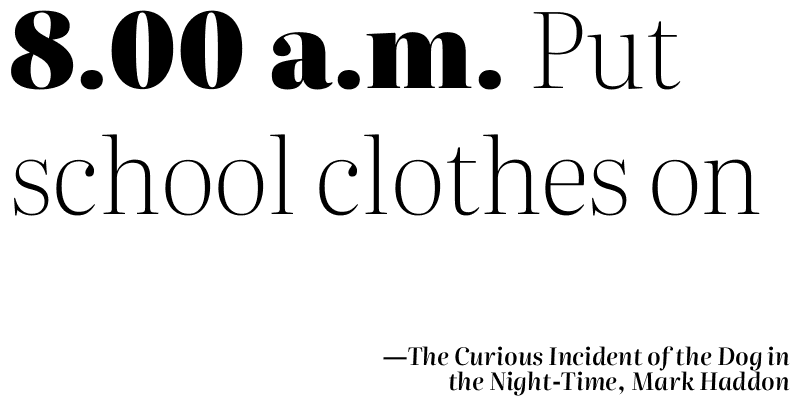 8.00 a.m. Put
school clothes on
—The Curious Incident of the Dog in
the Night-Time, Mark Haddon